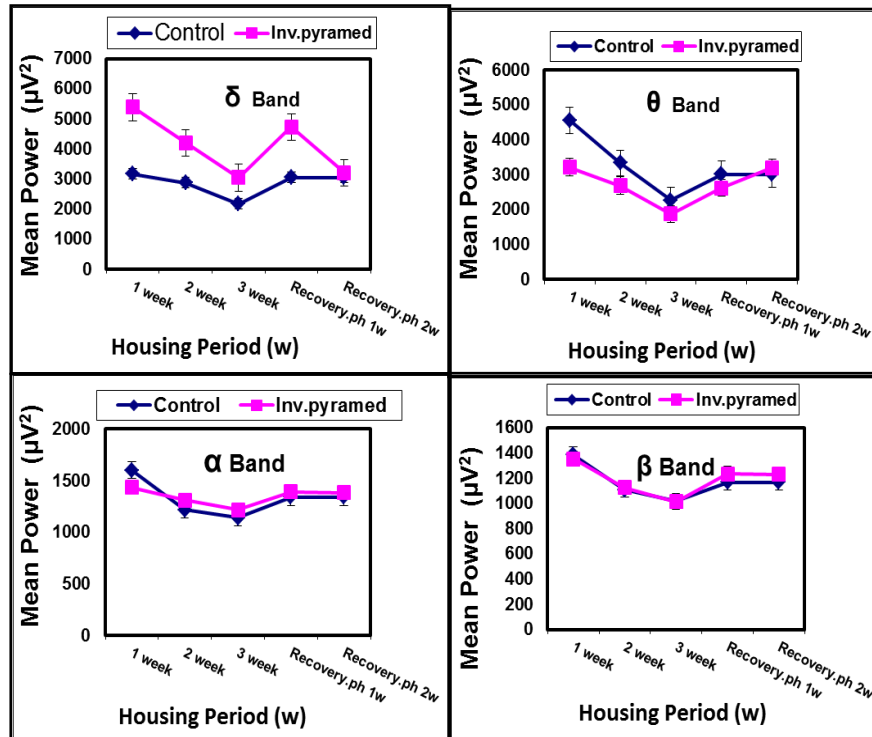 Control Inv.pyramed
δ Band
Mean Power (µV²)
7000
6000
5000
4000
3000
2000
1000
0
1 week
2 week
3 week
Recovery.ph 1w
Recovery.ph 2w
Housing Period (w)
Control Inv.pyramed
θ Band
Mean Power (µV²)
6000
5000
4000
3000
2000
1000
0
1 week
2 week
3 week
Recovery.ph 1w
Recovery.ph 2w
Housing Period (w)
Control Inv.pyramed
α Band
Mean Power (µV²)
2000
1500
1000
500
0
1 week
2 week
3 week
Recovery.ph 1w
Recovery.ph 2w
Housing Period (w)
Control Inv.pyramed
β Band
Mean Power (µV²)
1600
1400
1200
1000
800
600
400
200
0
1 week
2 week
3 week
Recovery.ph 1w
Recovery.ph 2w
Housing Period (w)